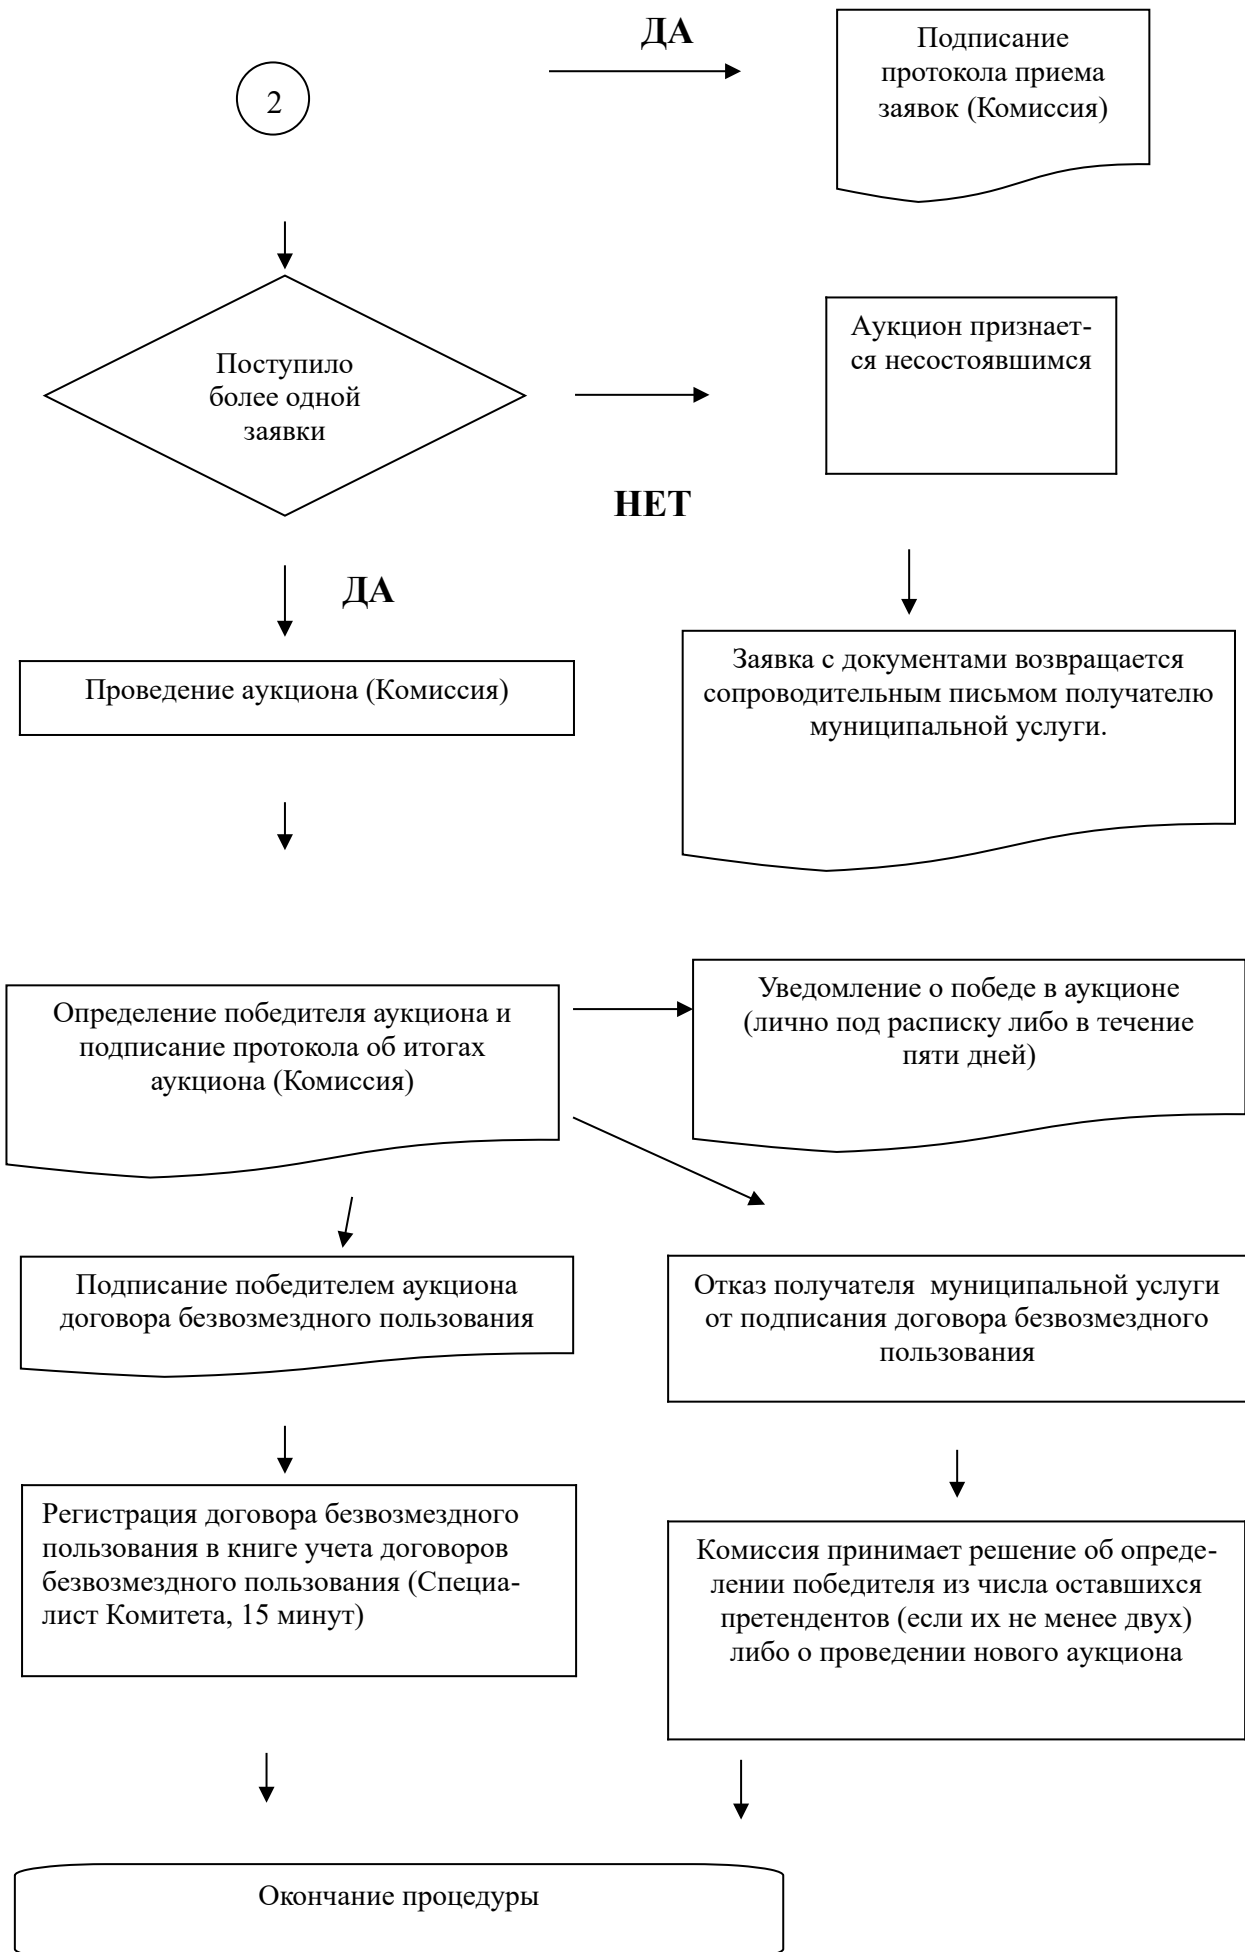 ДА
Подписание
протокола приема
заявок (Комиссия)
2
Поступило
более одной
заявки
Аукцион признает-
ся несостоявшимся
НЕТ
ДА
Проведение аукциона (Комиссия)
Заявка с документами возвращается
сопроводительным письмом получателю
муниципальной услуги.
Определение победителя аукциона и
подписание протокола об итогах
аукциона (Комиссия)
Уведомление о победе в аукционе
(лично под расписку либо в течение
пяти дней)
Подписание победителем аукциона
договора безвозмездного пользования
Отказ получателя  муниципальной услуги
от подписания договора безвозмездного
пользования
Регистрация договора безвозмездного
пользования в книге учета договоров
безвозмездного пользования (Специа-
лист Комитета, 15 минут)
Комиссия принимает решение об опреде-
лении победителя из числа оставшихся
претендентов (если их не менее двух)
либо о проведении нового аукциона
Окончание процедуры